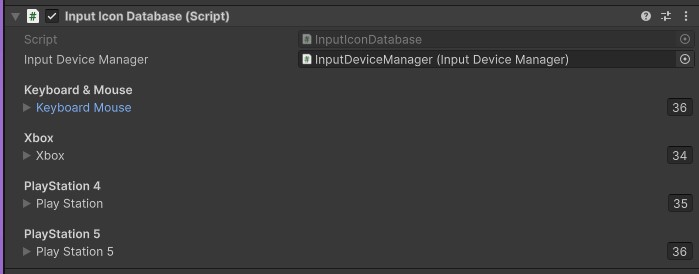 Input Icon Database (Script)
Script InputIconDatabase
Input Device Manager InputDeviceManager (Input Device Manager)
Keyboard & Mouse
Keyboard Mouse 36
Xbox
Xbox 34
PlayStation 4
Play Station 35
PlayStation 5
Play Station 5 36